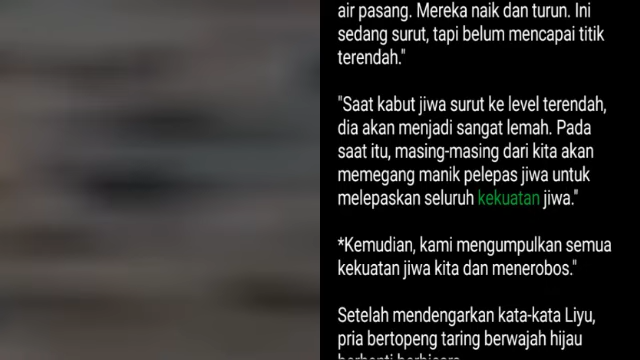 air pasang. Mereka naik dan turun. Ini
sedang surut, tapi belum mencapai titik
terendah."
"Saat kabut jiwa surut ke level terendah,
dia akan menjadi sangat lemah. Pada
saat itu, masing-masing dari kita akan
memegang manik pelepas jiwa untuk
melepaskan seluruh kekuatan jiwa."
*Kemudian, kami mengumpulkan semua
kekuatan jiwa kita dan menerobos."
Setelah mendengarkan kata-kata Liyu,
pria bertopeng taring berwajah hijau
berhenti berbicara.